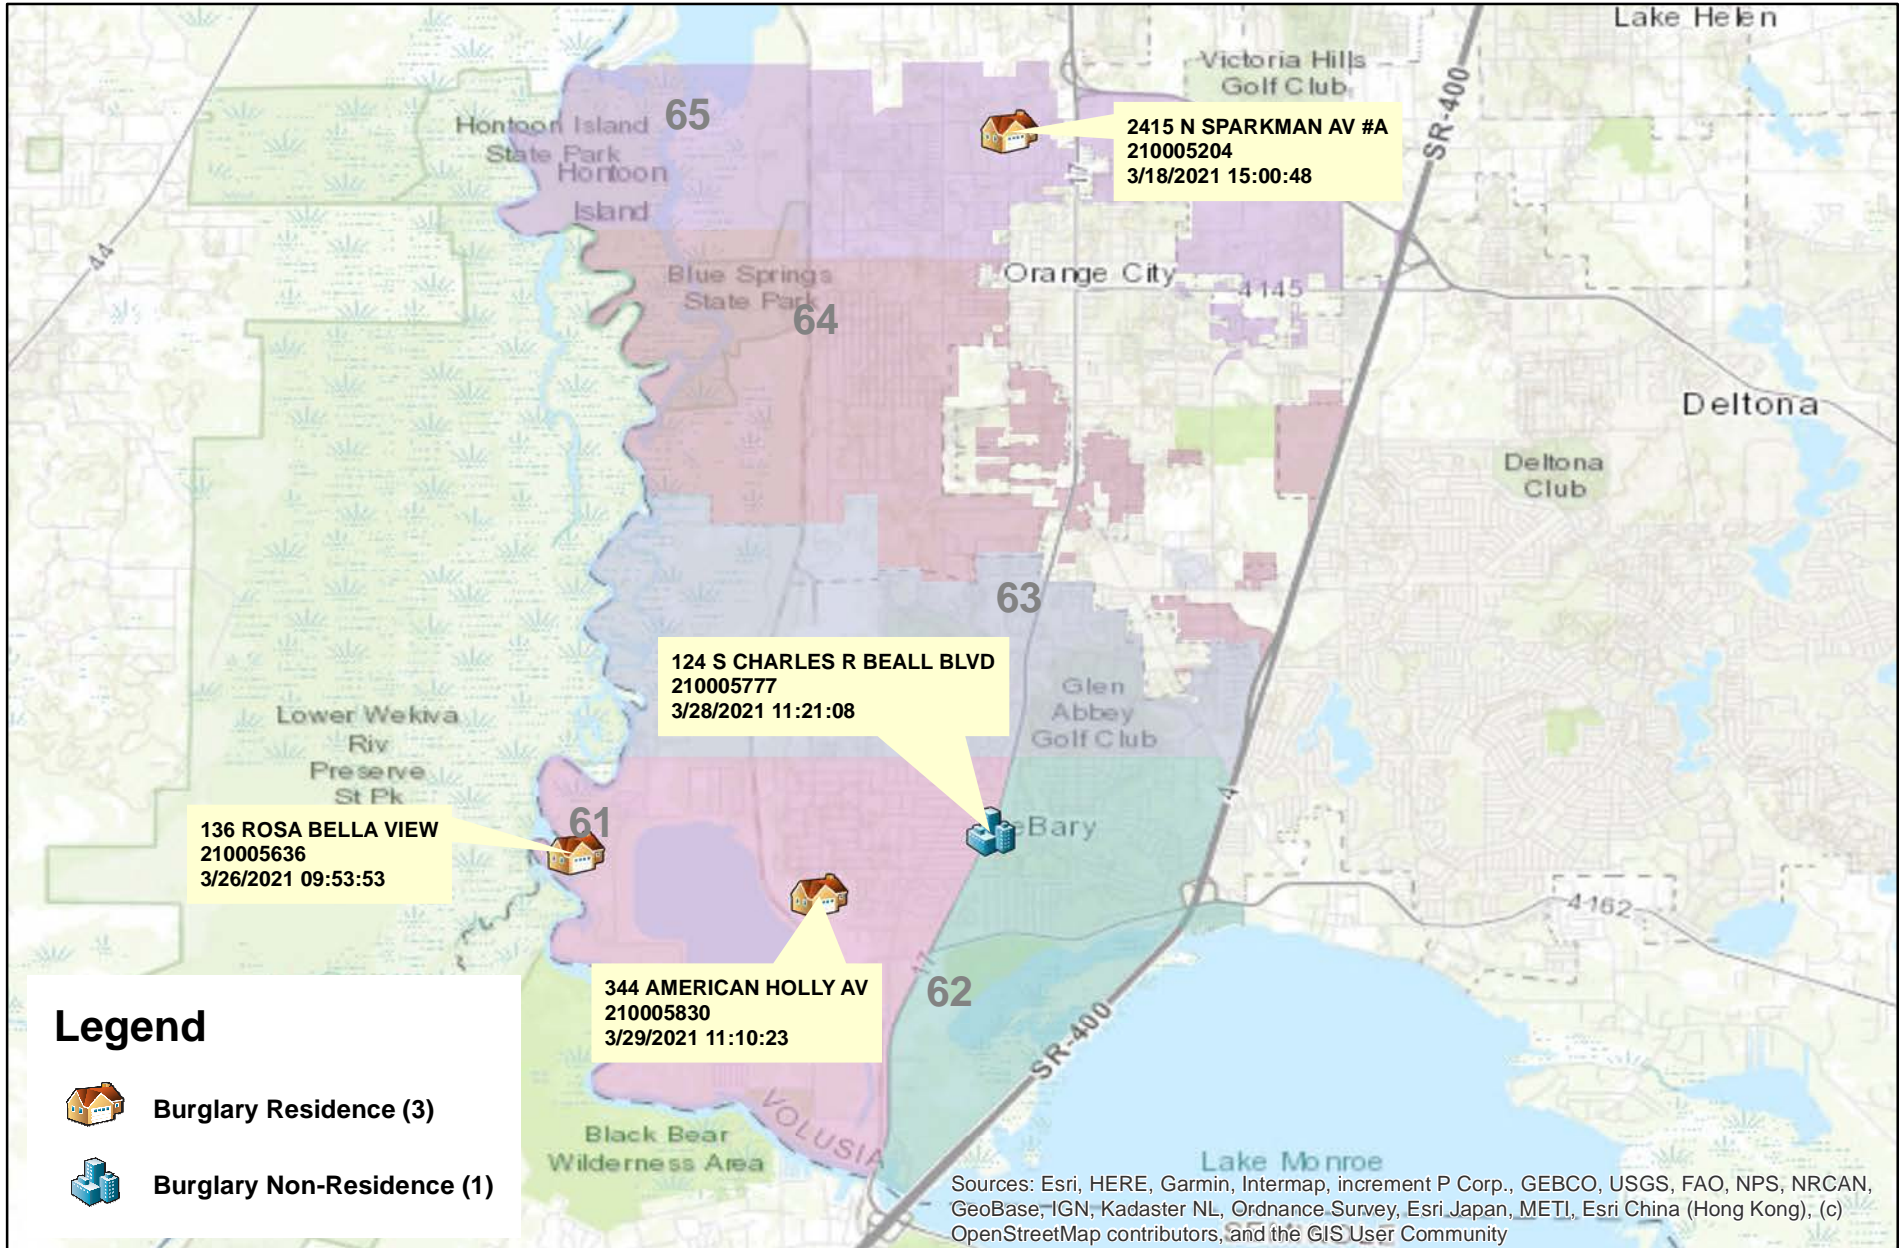 Lake Helen
Victoria Hills
Golf Club
SR-400
65
Hontoon Island
State Park
Hontoon
Island
2415 N SPARKMAN AV #A
210005204
3/18/2021 15:00:48
17
44
Blue Springs
State Park
64
Orange City
4145
Deltona
Deltona
Club
63
124 S CHARLES R BEALL BLVD
210005777
3/28/2021 11:21:08
Glen
Abbey
Golf Club
Lower Wekiva
Riv
Preserve
St Pk
4
61
136 ROSA BELLA VIEW
210005636
3/26/2021 09:53:53
eBary
4162
17
62
344 AMERICAN HOLLY AV
210005830
3/29/2021 11:10:23
SR-400
Legend
Burglary Residence (3)
Burglary Non-Residence (1)
VOLUSIA
Black Bear
Wilderness Area
Lake Monroe
Sources: Esri, HERE, Garmin, Intermap, increment P Corp., GEBCO, USGS, FAO, NPS, NRCAN,
GeoBase, IGN, Kadaster NL, Ordnance Survey, Esri Japan, METI, Esri China (Hong Kong), (c)
OpenStreetMap contributors, and the GIS User Community